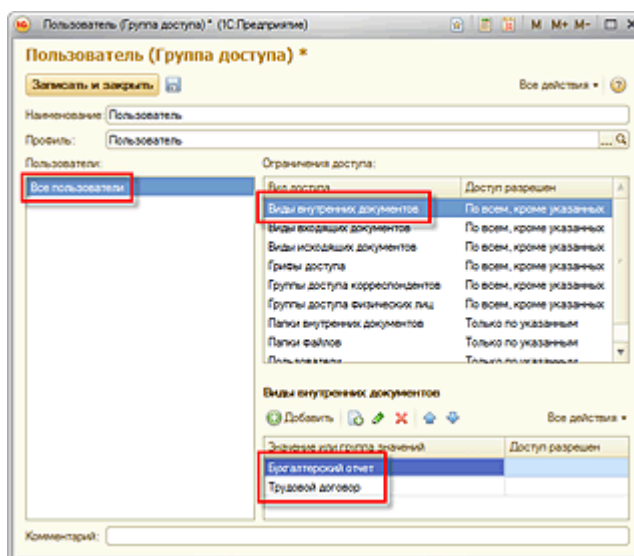 Пользователь (Группа доступа) * (1С:Предприятие)
M M+ M-
Пользователь (Группа доступа) *
Записать и закрыть
Все действия
Наименование: Пользователь
Профиль: Пользователь
Пользователи:
Все пользователи
Ограничения доступа:
Вид доступа Доступ разрешен
Виды внутренних документов По всем, кроме указанных
Виды входящих документов По всем, кроме указанных
Виды исходящих документов По всем, кроме указанных
Грифы доступа По всем, кроме указанных
Группы доступа корреспондентов По всем, кроме указанных
Группы доступа физических лиц По всем, кроме указанных
Папки внутренних документов Только по указанным
Папки файлов Только по указанным
Пользователи Только по указанным
Виды внутренних документов
Добавить
Все действия
Значение или группа значений Доступ разрешен
Бухгалтерский отчет
Трудовой договор
Комментарий: